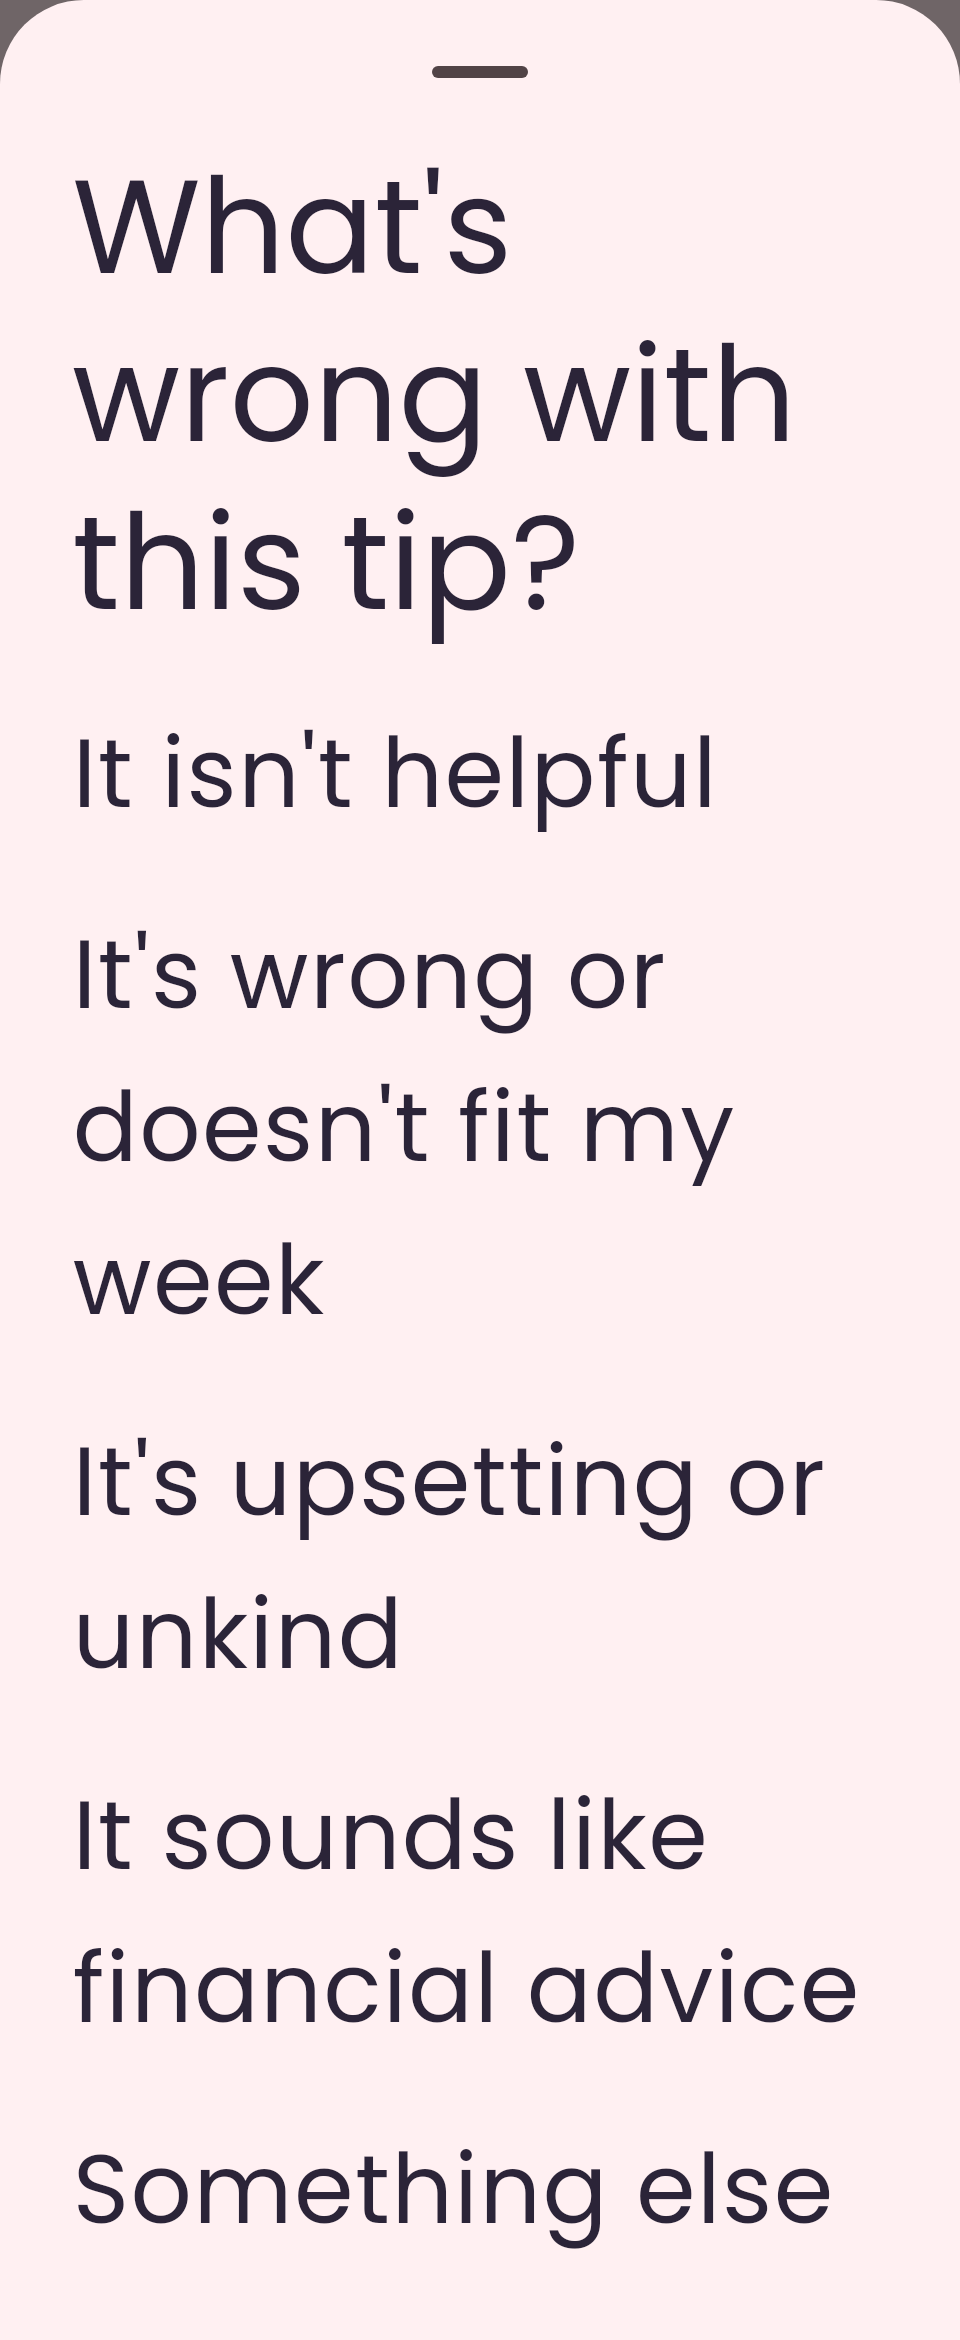 What's
wrong with
this tip?
It isn't helpful
It's wrong or
doesn't fit my
week
It's upsetting or
unkind
It sounds like
financial advice
Something else